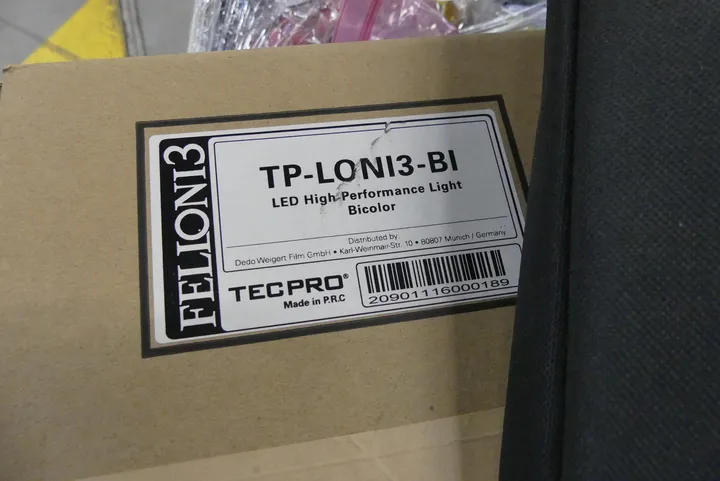 FELLONI3
TP-LONI3-BI
LED High Performance Light
Bicolor
Distributed by
Dedo Weigert Film GmbH • Karl-Weinmair-Str. 10 • 80807 Munich / Germany
TECPRO®
Made in P.R.C
20901116000189